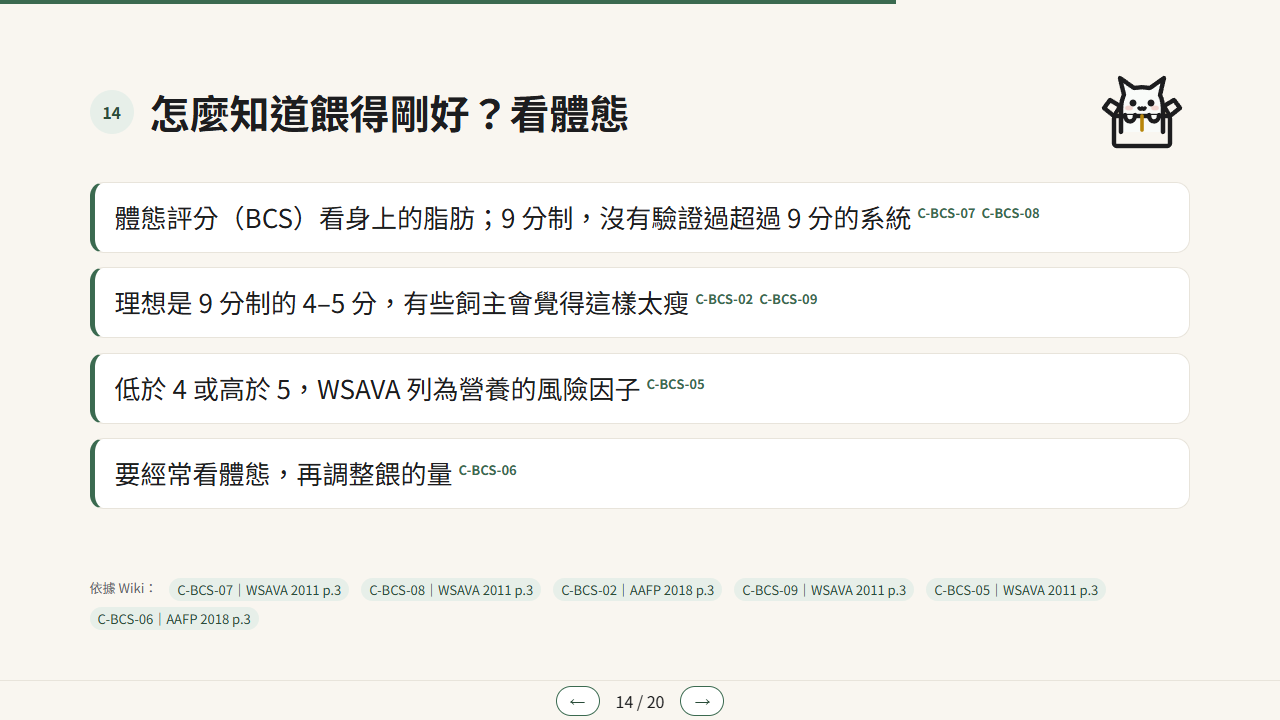 14 怎麼知道餵得剛好？看體態
體態評分（BCS）看身上的脂肪；9 分制，沒有驗證過超過 9 分的系統 C-BCS-07 C-BCS-08
理想是 9 分制的 4–5 分，有些飼主會覺得這樣太瘦 C-BCS-02 C-BCS-09
低於 4 或高於 5，WSAVA 列為營養的風險因子 C-BCS-05
要經常看體態，再調整餵的量 C-BCS-06
依據 Wiki： C-BCS-07｜WSAVA 2011 p.3 C-BCS-08｜WSAVA 2011 p.3 C-BCS-02｜AAFP 2018 p.3 C-BCS-09｜WSAVA 2011 p.3 C-BCS-05｜WSAVA 2011 p.3
C-BCS-06｜AAFP 2018 p.3
← 14 / 20 →